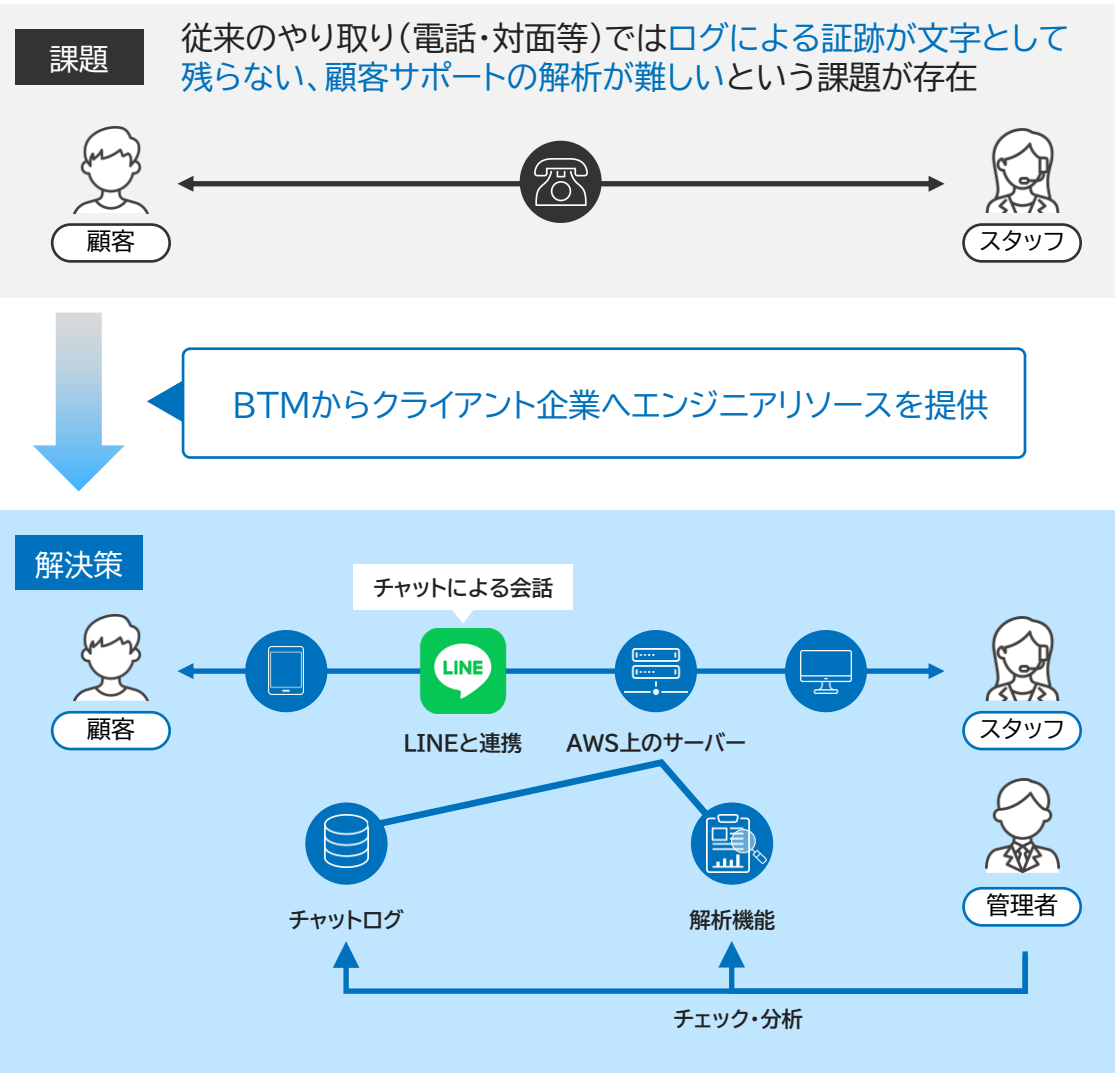 課題
従来のやり取り（電話・対面等）ではログによる証跡が文字として
残らない、顧客サポートの解析が難しいという課題が存在
顧客
スタッフ
BTMからクライアント企業へエンジニアリソースを提供
解決策
チャットによる会話
LINE
顧客
LINEと連携
AWS上のサーバー
スタッフ
チャットログ
解析機能
管理者
チェック・分析